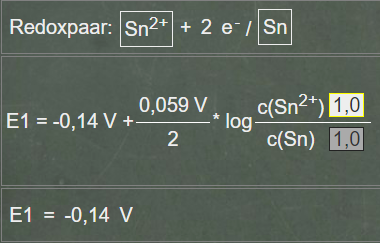 Redoxpaar: Sn²⁺ + 2 e⁻ / Sn
E1 = -0,14 V + 0,059 V / 2 * log c(Sn²⁺) 1,0 / c(Sn) 1,0
E1 = -0,14 V